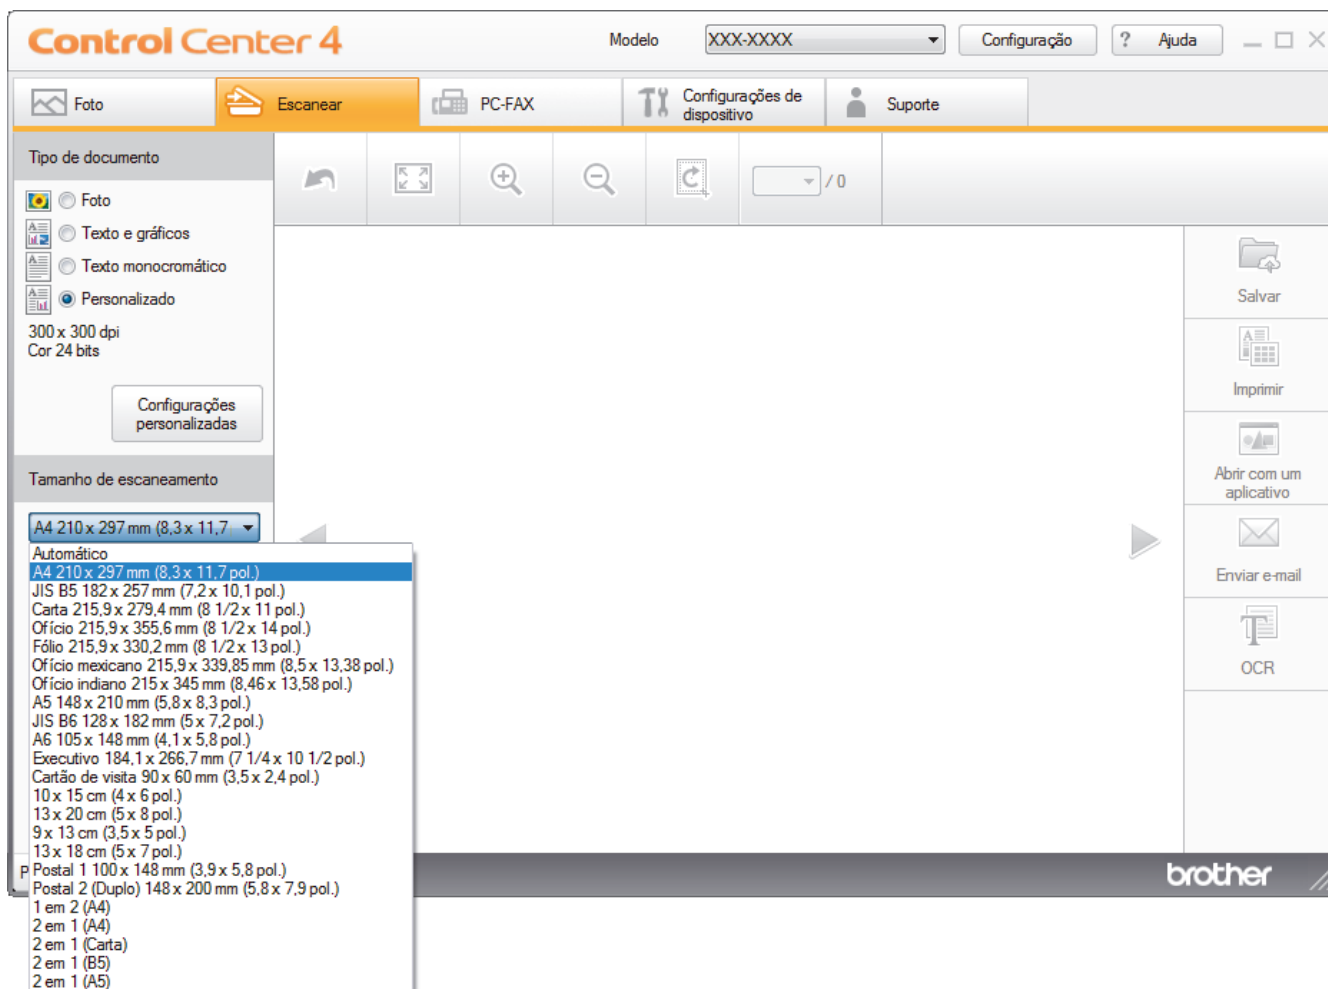 Control Center 4
Modelo
XXX-XXXX
Configuração
? Ajuda
Foto
Escanear
PC-FAX
Configurações de
dispositivo
Suporte
Tipo de documento
Foto
Texto e gráficos
Texto monocromático
Personalizado
300 x 300 dpi
Cor 24 bits
Configurações
personalizadas
/ 0
Tamanho de escaneamento
A4 210 x 297 mm (8,3 x 11,7
Automático
A4 210 x 297 mm (8,3 x 11,7 pol.)
JIS B5 182 x 257 mm (7,2 x 10,1 pol.)
Carta 215,9 x 279,4 mm (8 1/2 x 11 pol.)
Ofício 215,9 x 355,6 mm (8 1/2 x 14 pol.)
Fólio 215,9 x 330,2 mm (8 1/2 x 13 pol.)
Ofício mexicano 215,9 x 339,85 mm (8,5 x 13,38 pol.)
Ofício indiano 215 x 345 mm (8,46 x 13,58 pol.)
A5 148 x 210 mm (5,8 x 8,3 pol.)
JIS B6 128 x 182 mm (5 x 7,2 pol.)
A6 105 x 148 mm (4,1 x 5,8 pol.)
Executivo 184,1 x 266,7 mm (7 1/4 x 10 1/2 pol.)
Cartão de visita 90 x 60 mm (3,5 x 2,4 pol.)
10 x 15 cm (4 x 6 pol.)
13 x 20 cm (5 x 8 pol.)
9 x 13 cm (3,5 x 5 pol.)
13 x 18 cm (5 x 7 pol.)
Postal 1 100 x 148 mm (3,9 x 5,8 pol.)
Postal 2 (Duplo) 148 x 200 mm (5,8 x 7,9 pol.)
1 em 2 (A4)
2 em 1 (A4)
2 em 1 (Carta)
2 em 1 (B5)
2 em 1 (A5)
Salvar
Imprimir
Abrir com um
aplicativo
Enviar e-mail
OCR
P
brother